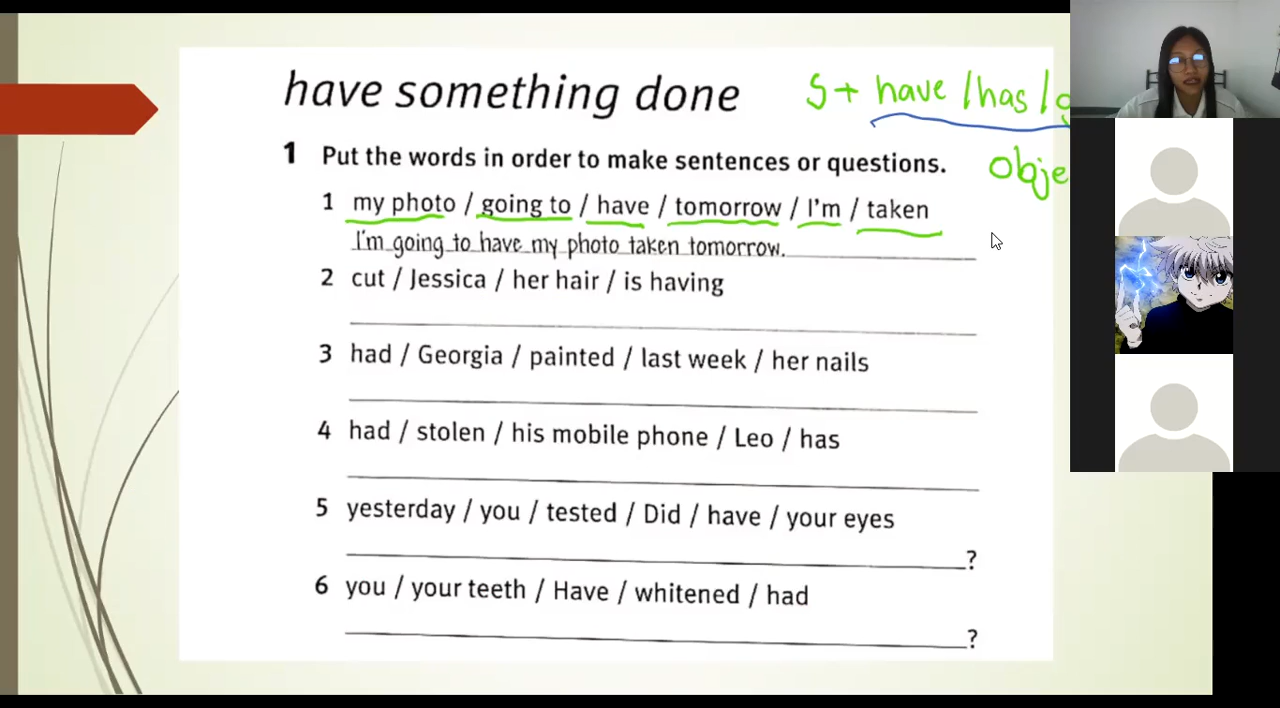 have something done
S + have / has / g
obje
1 Put the words in order to make sentences or questions.
1 my photo / going to / have / tomorrow / I'm / taken
I'm going to have my photo taken tomorrow.
2 cut / Jessica / her hair / is having
3 had / Georgia / painted / last week / her nails
4 had / stolen / his mobile phone / Leo / has
5 yesterday / you / tested / Did / have / your eyes
?
6 you / your teeth / Have / whitened / had
?